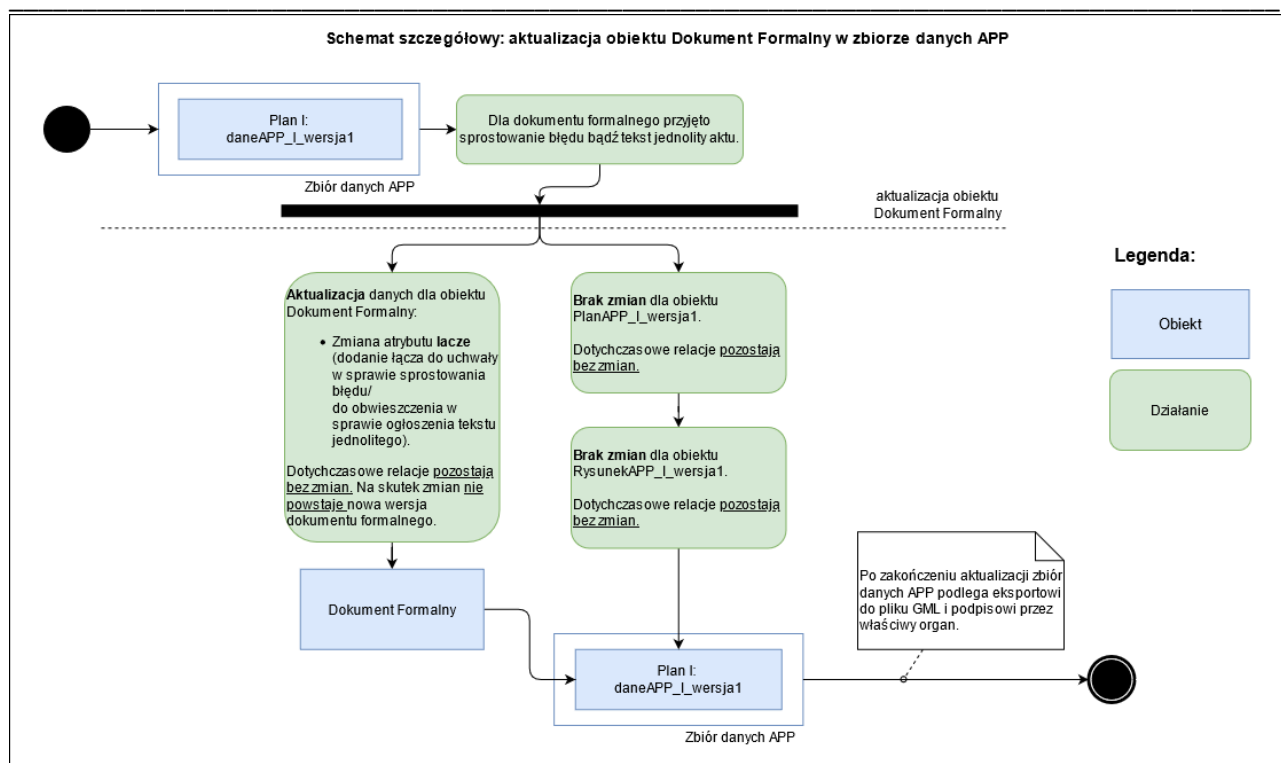 Schemat szczegółowy: aktualizacja obiektu Dokument Formalny w zbiorze danych APP
Plan I:
daneAPP_I_wersja1
Zbiór danych APP
Dla dokumentu formalnego przyjęto
sprostowanie błędu bądź tekst jednolity aktu.
aktualizacja obiektu
Dokument Formalny
Aktualizacja danych dla obiektu
Dokument Formalny:
• Zmiana atrybutu lacze
(dodanie łącza do uchwały
w sprawie sprostowania
błędu/
do obwieszczenia w
sprawie ogłoszenia tekstu
jednolitego).
Dotychczasowe relacje pozostają
bez zmian. Na skutek zmian nie
powstaje nowa wersja
dokumentu formalnego.
Brak zmian dla obiektu
PlanAPP_I_wersja1.
Dotychczasowe relacje pozostają
bez zmian.
Brak zmian dla obiektu
RysunekAPP_I_wersja1.
Dotychczasowe relacje pozostają
bez zmian.
Legenda:
Obiekt
Działanie
Dokument Formalny
Plan I:
daneAPP_I_wersja1
Zbiór danych APP
Po zakończeniu aktualizacji zbiór
danych APP podlega eksportowi
do pliku GML i podpisowi przez
właściwy organ.